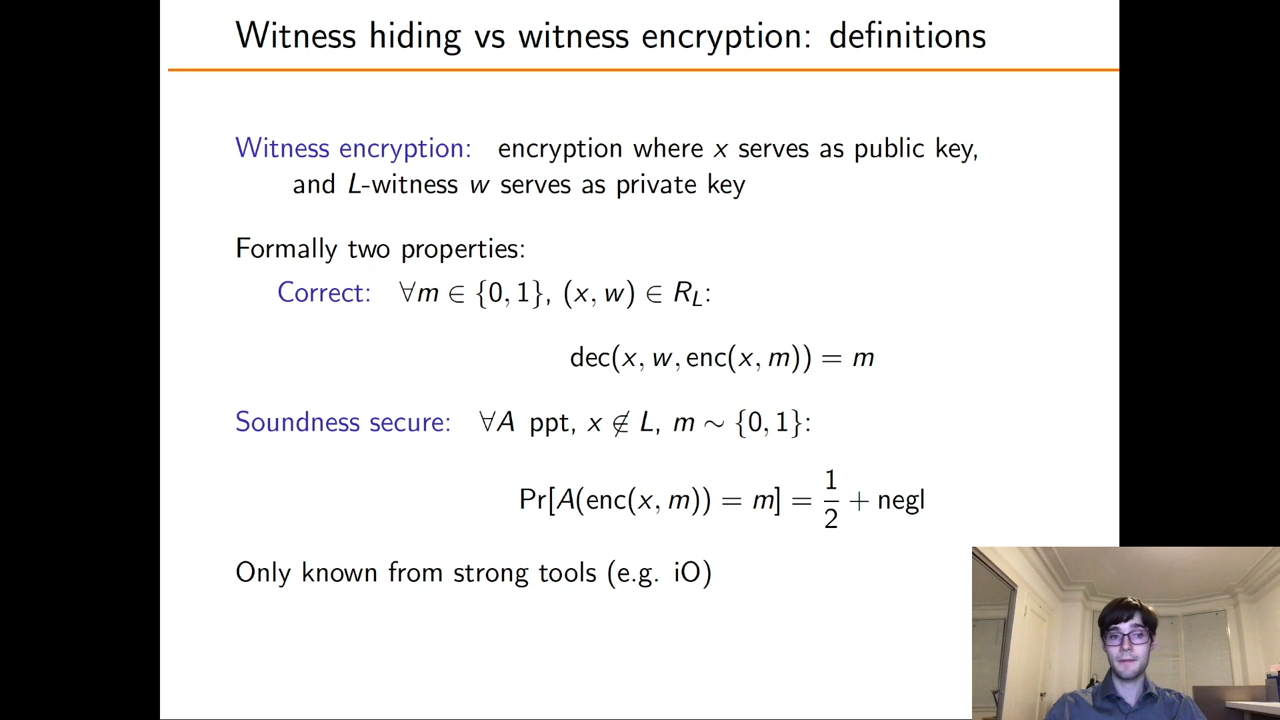 Witness hiding vs witness encryption: definitions
Witness encryption: encryption where x serves as public key,
and L-witness w serves as private key
Formally two properties:
Correct: ∀m ∈ {0, 1}, (x, w) ∈ R_L:
dec(x, w, enc(x, m)) = m
Soundness secure: ∀A ppt, x ∉ L, m ∼ {0, 1}:
Pr[A(enc(x, m)) = m] = 1/2 + negl
Only known from strong tools (e.g. iO)